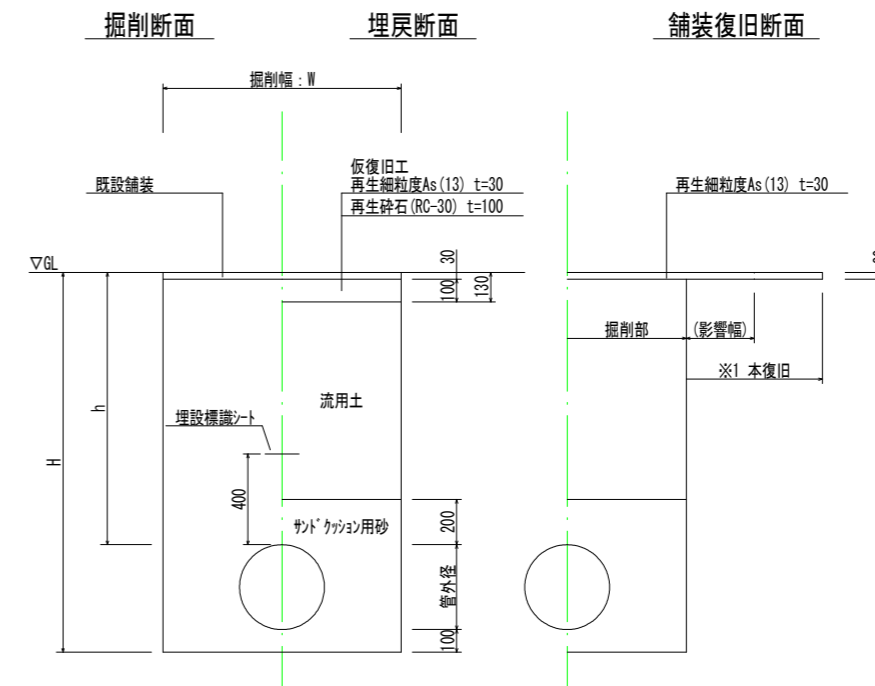 掘削断面
埋戻断面
舗装復旧断面
掘削幅：W
既設舗装
仮復旧工
再生細粒度As(13) t=30
再生砕石(RC-30) t=100
再生細粒度As(13) t=30
▽GL
30
100
130
掘削部
(影響幅)
※1 本復旧
流用土
埋設標識ｼｰﾄ
h
H
400
ｻﾝﾄﾞｸｯｼｮﾝ用砂
200
管外径
100